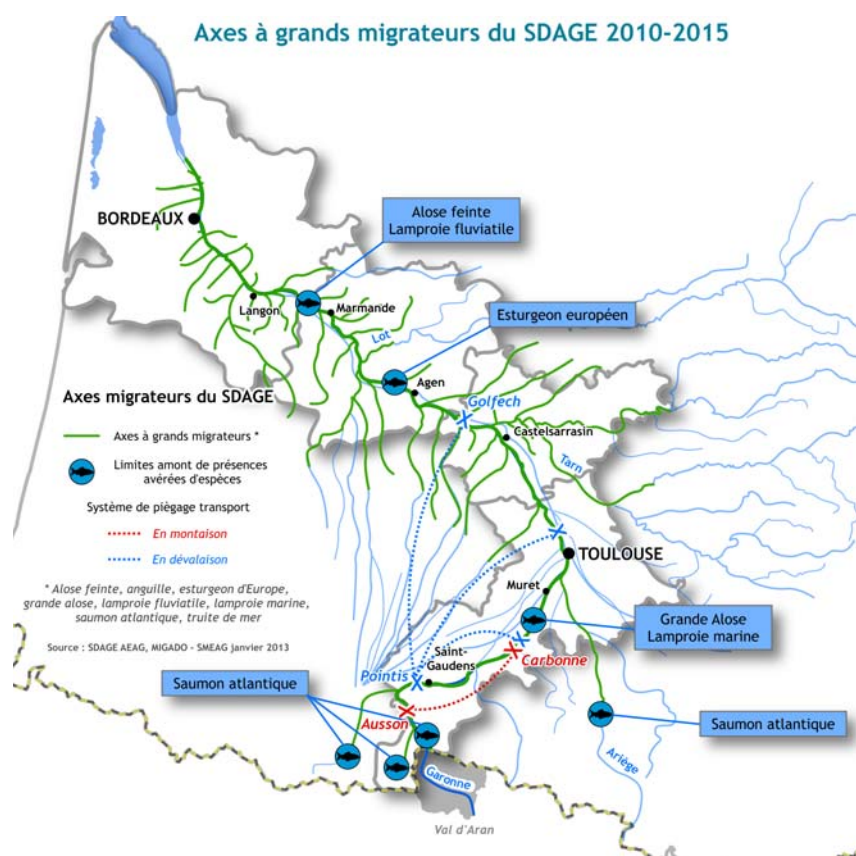 Axes à grands migrateurs du SDAGE 2010-2015
BORDEAUX
Alose feinte
Lamproie fluviatile
Langon
Marmande
Lot
Esturgeon européen
Agen
Golfech
Castelsarrasin
Tarn
Axes migrateurs du SDAGE
Axes à grands migrateurs *
Limites amont de présences
avérées d'espèces
Système de piègage transport
En montaison
En dévalaison
* Alose feinte, anguille, esturgeon d'Europe,
grande alose, lamproie fluviatile, lamproie marine,
saumon atlantique, truite de mer
Source : SDAGE AEAG, MIGADO - SMEAG janvier 2013
TOULOUSE
Muret
Grande Alose
Lamproie marine
Saint-
Gaudens
Carbonne
Pointis
Saumon atlantique
Ausson
Saumon atlantique
Ariège
Garonne
Val d'Aran